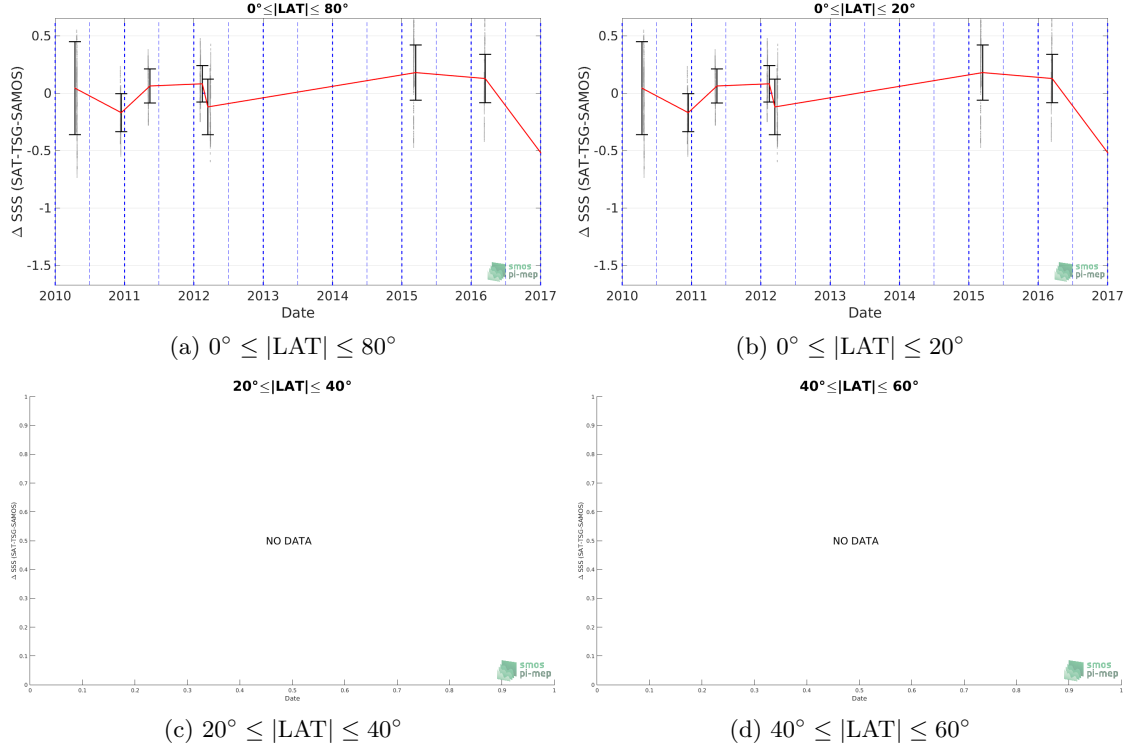 0°≤|LAT|≤ 80°
0.5
0
-0.5
-1
-1.5
Δ SSS (SAT-TSG-SAMOS)
2010 2011 2012 2013 2014 2015 2016 2017
Date
smos
pi-mep
(a) 0° ≤ |LAT| ≤ 80°
0°≤|LAT|≤ 20°
0.5
0
-0.5
-1
-1.5
Δ SSS (SAT-TSG-SAMOS)
2010 2011 2012 2013 2014 2015 2016 2017
Date
smos
pi-mep
(b) 0° ≤ |LAT| ≤ 20°
20°≤|LAT|≤ 40°
1
0.9
0.8
0.7
0.6
0.5
0.4
0.3
0.2
0.1
0
Δ SSS (SAT-TSG-SAMOS)
NO DATA
0 0.1 0.2 0.3 0.4 0.5 0.6 0.7 0.8 0.9 1
Date
smos
pi-mep
(c) 20° ≤ |LAT| ≤ 40°
40°≤|LAT|≤ 60°
1
0.9
0.8
0.7
0.6
0.5
0.4
0.3
0.2
0.1
0
Δ SSS (SAT-TSG-SAMOS)
NO DATA
0 0.1 0.2 0.3 0.4 0.5 0.6 0.7 0.8 0.9 1
Date
smos
pi-mep
(d) 40° ≤ |LAT| ≤ 60°